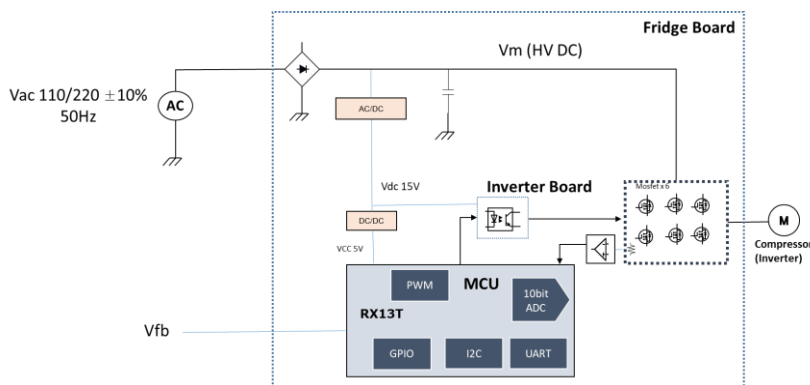 Fridge Board
Vm (HV DC)
Vac 110/220 ±10%
50Hz
AC
AC/DC
Vdc 15V
Inverter Board
Mosfet x 6
DC/DC
VCC 5V
M
Compressor
(Inverter)
PWM
MCU
10bit
ADC
RX13T
Vfb
GPIO
I2C
UART